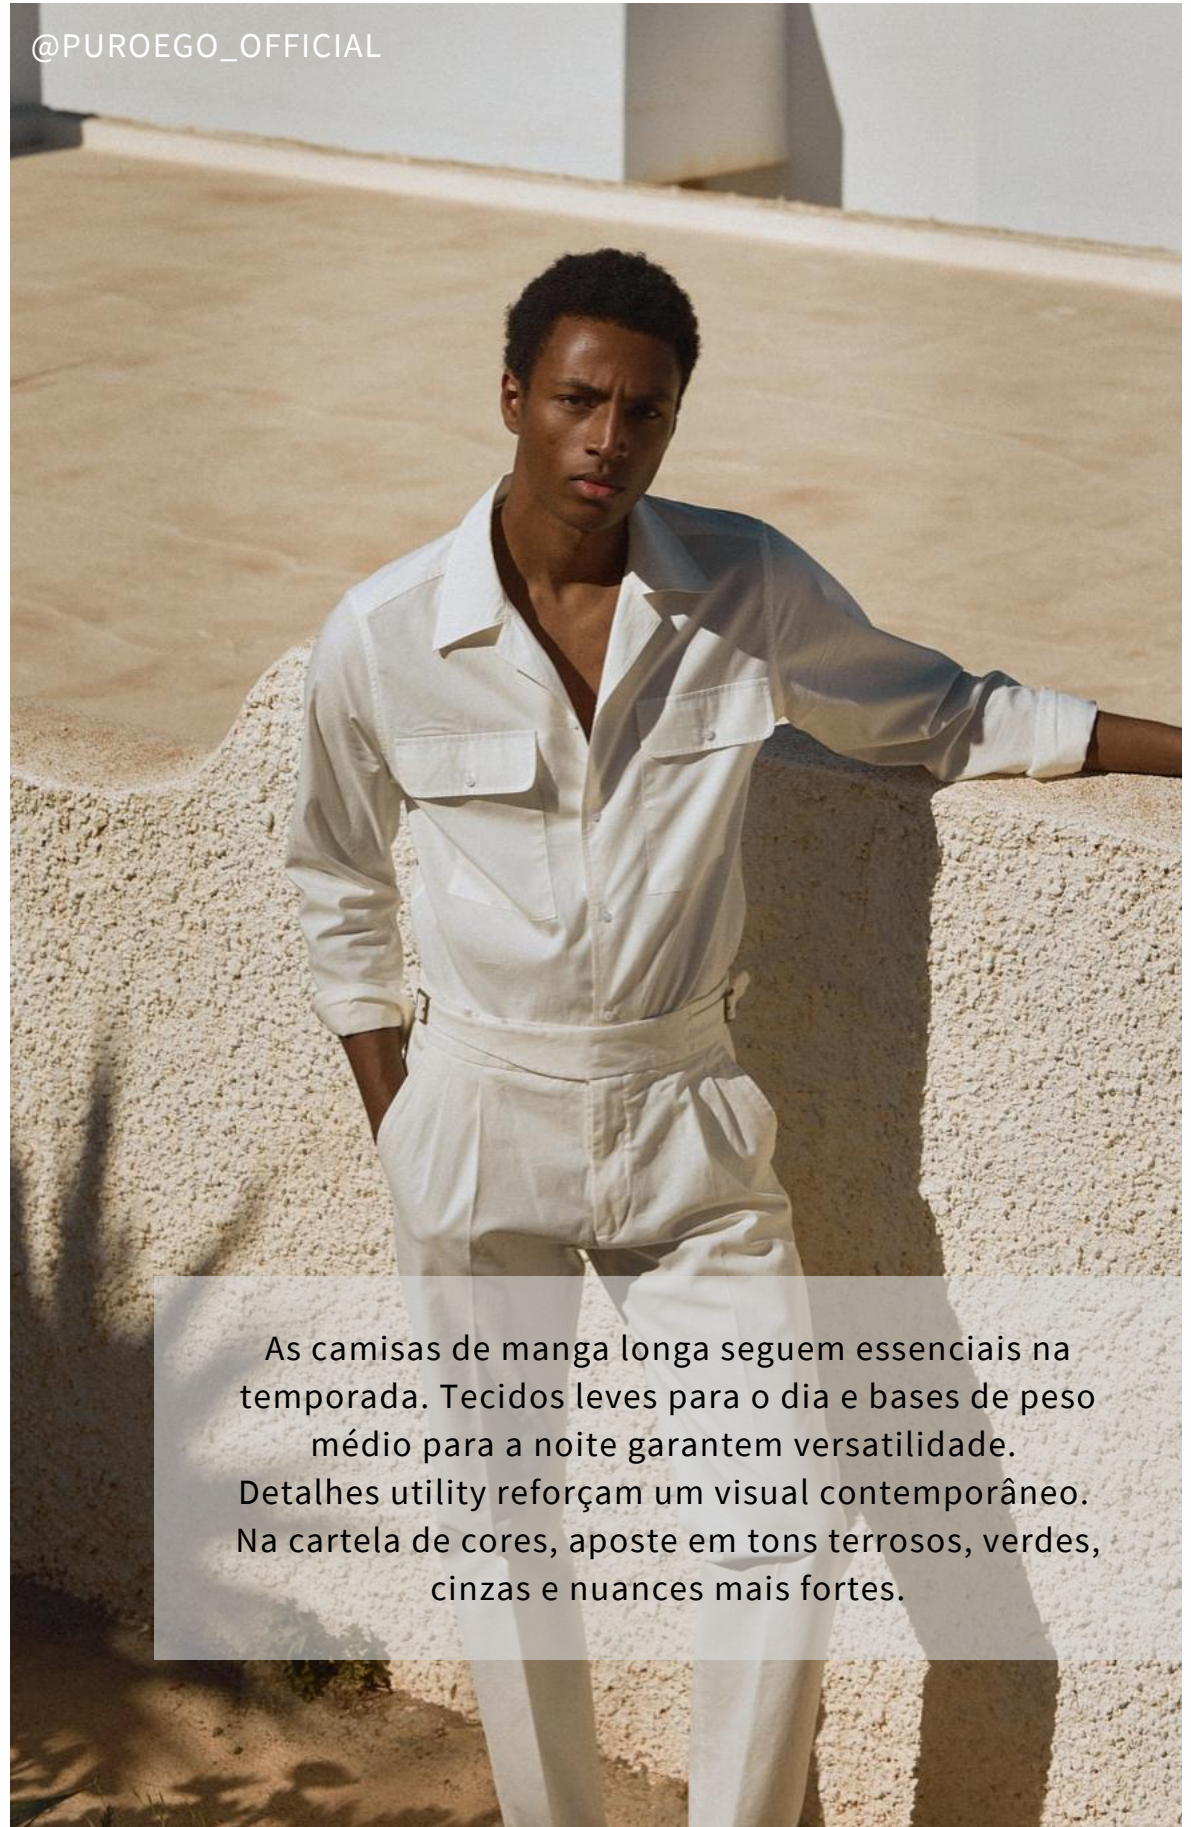 @PUROEGO_OFFICIAL
As camisas de manga longa seguem essenciais na
temporada. Tecidos leves para o dia e bases de peso
médio para a noite garantem versatilidade.
Detalhes utility reforçam um visual contemporâneo.
Na cartela de cores, aposte em tons terrosos, verdes,
cinzas e nuances mais fortes.